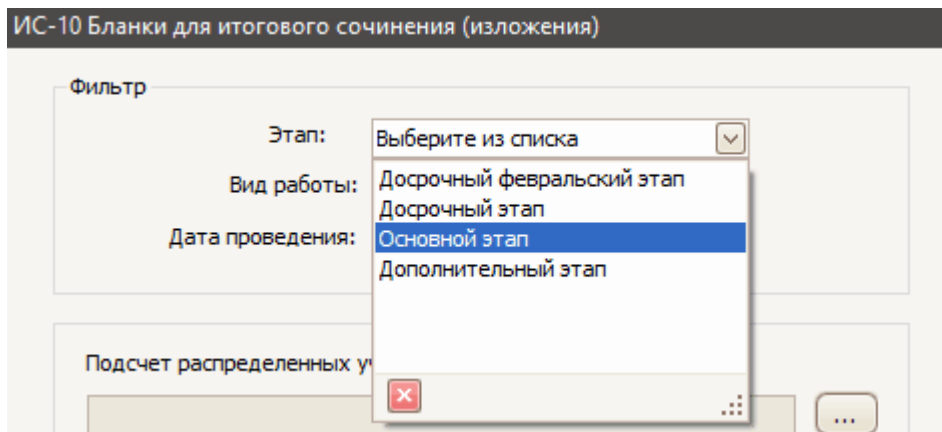 ИС-10 Бланки для итогового сочинения (изложения)
Фильтр
Этап: Выберите из списка
Досрочный февральский этап
Досрочный этап
Основной этап
Дополнительный этап
Вид работы:
Дата проведения:
Подсчет распределенных
...